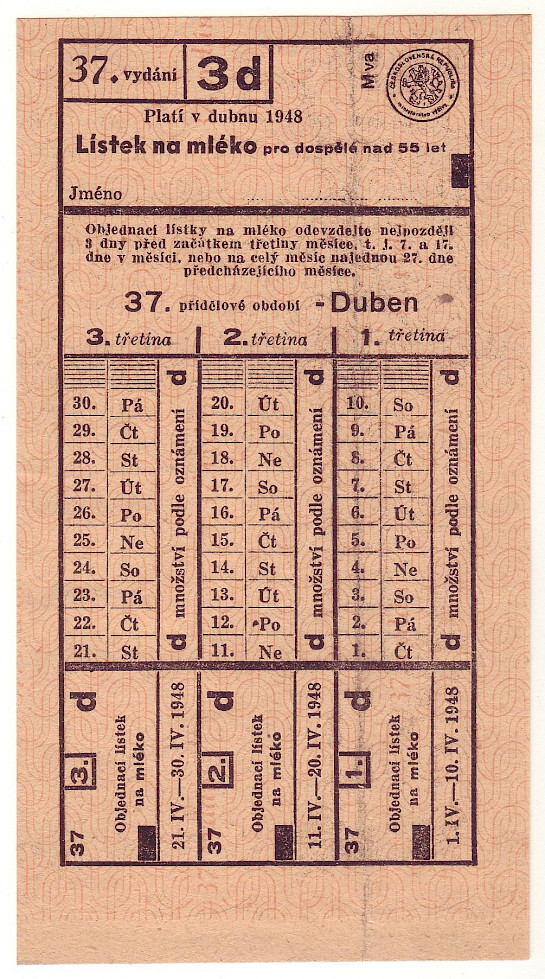 37. vydání 3d Mva
ČESKOSLOVENSKÁ REPUBLIKA
Platí v dubnu 1948
Lístek na mléko pro dospělé nad 55 let
Jméno
Objednací lístky na mléko odevzdejte nejpozději
3 dny před začátkem třetiny měsíce, t. j. 7. a 17.
dne v měsíci, nebo na celý měsíc najednou 27. dne
předcházejícího měsíce.
37. přídělové období - Duben
3. třetina 2. třetina 1. třetina
d d d
30. Pá 20. Út 10. So
29. Čt 19. Po 9. Pá
28. St 18. Ne 8. Čt
27. Út 17. So 7. St
26. Po 16. Pá 6. Út
25. Ne 15. Čt 5. Po
24. So 14. St 4. Ne
23. Pá 13. Út 3. So
22. Čt 12. Po 2. Pá
21. St 11. Ne 1. Čt
d množství podle oznámení
d množství podle oznámení
d množství podle oznámení
37 3. d
Objednací lístek
na mléko
21. IV.—30. IV. 1948
37 2. d
Objednací lístek
na mléko
11. IV.—20. IV. 1948
37 1. d
Objednací lístek
na mléko
1. IV.—10. IV. 1948